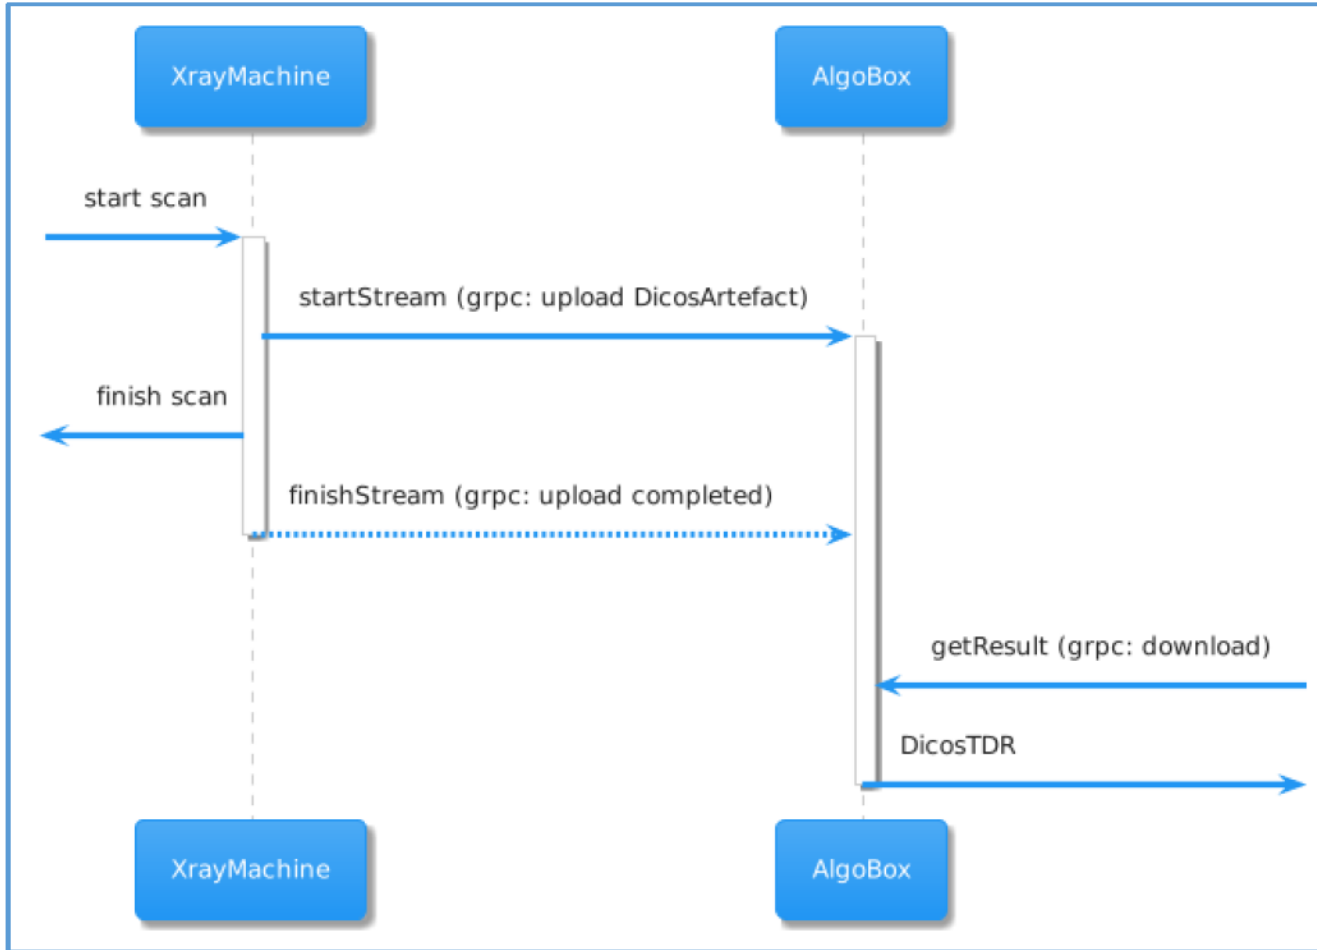 XrayMachine
AlgoBox
start scan
startStream (grpc: upload DicosArtefact)
finish scan
finishStream (grpc: upload completed)
getResult (grpc: download)
DicosTDR
XrayMachine
AlgoBox